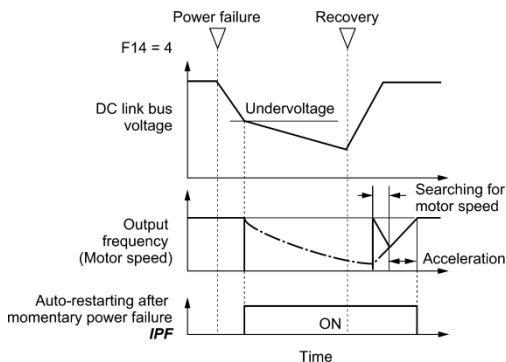 Power failure
Recovery
F14 = 4
DC link bus
voltage
Undervoltage
Searching for
motor speed
Output
frequency
(Motor speed)
Acceleration
Auto-restarting after
momentary power failure
IPF
ON
Time